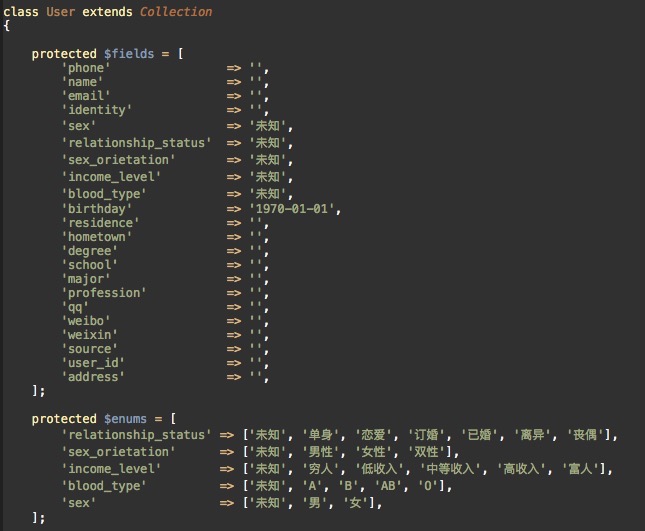 class User extends Collection
{
protected $fields = [
'phone' => '',
'name' => '',
'email' => '',
'identity' => '',
'sex' => '未知',
'relationship_status' => '未知',
'sex_orietation' => '未知',
'income_level' => '未知',
'blood_type' => '未知',
'birthday' => '1970-01-01',
'residence' => '',
'hometown' => '',
'degree' => '',
'school' => '',
'major' => '',
'profession' => '',
'qq' => '',
'weibo' => '',
'weixin' => '',
'source' => '',
'user_id' => '',
'address' => '',
];
protected $enums = [
'relationship_status' => ['未知', '单身', '恋爱', '订婚', '已婚', '离异', '丧偶'],
'sex_orietation' => ['未知', '男性', '女性', '双性'],
'income_level' => ['未知', '穷人', '低收入', '中等收入', '高收入', '富人'],
'blood_type' => ['未知', 'A', 'B', 'AB', 'O'],
'sex' => ['未知', '男', '女'],
];